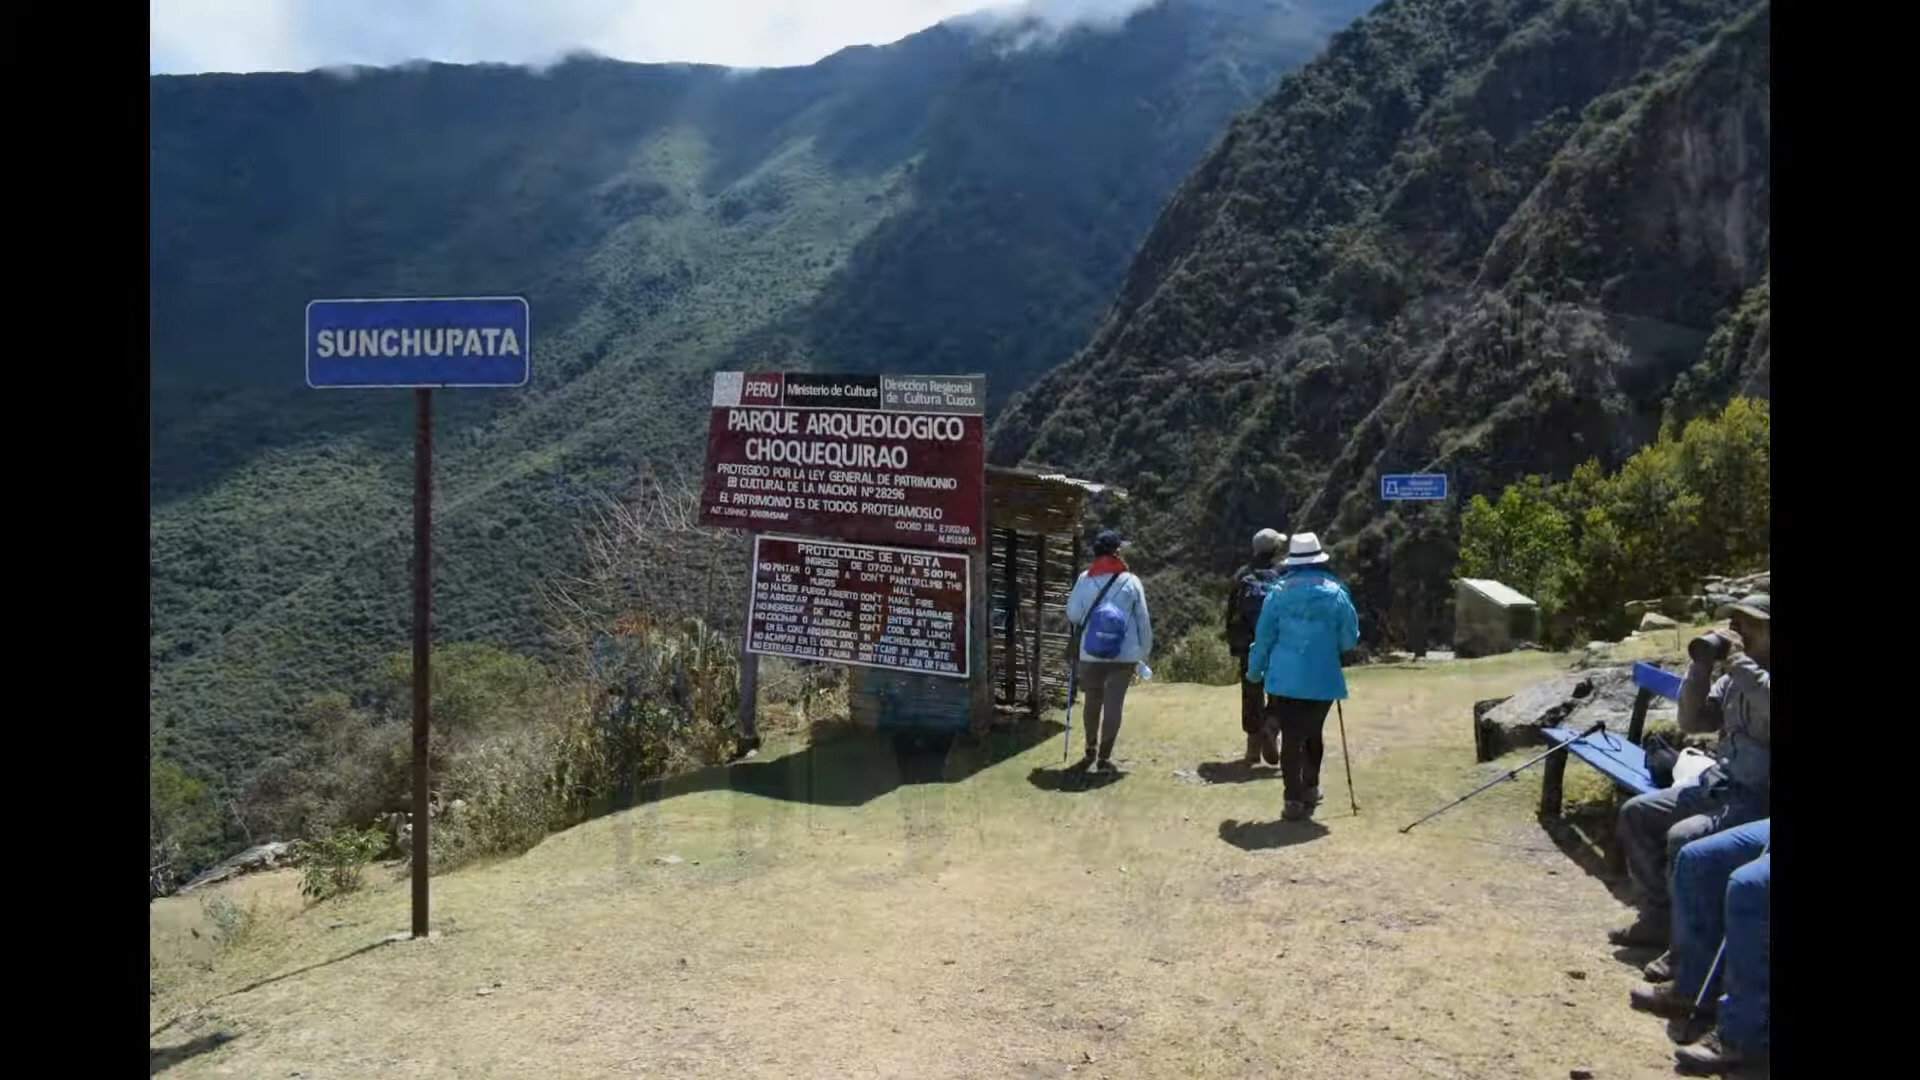 SUNCHUPATA
PERU Ministerio de Cultura Direccion Regional de Cultura Cusco
PARQUE ARQUEOLOGICO
CHOQUEQUIRAO
PROTEGIDO POR LA LEY GENERAL DE PATRIMONIO
CULTURAL DE LA NACION Nº 28296
EL PATRIMONIO ES DE TODOS PROTEJAMOSLO
PROTOCOLOS DE VISITA
INGRESO DE 07:00 AM A 5:00 PM
NO PINTAR O SUBIR A DON'T PAINT OR CLIMB THE
LOS MUROS WALL
NO HACER FUEGO ABIERTO DON'T MAKE FIRE
NO ARROJAR BASURA DON'T THROW GARBAGE
NO INGRESAR DE NOCHE DON'T ENTER AT NIGHT
NO COCINAR O ALMORZAR DON'T COOK OR LUNCH
EN EL CONJ. ARQUEOLOGICO IN ARCHEOLOGICAL SITE
NO ACAMPAR EN EL CONJ. ARQ. DON'T CAMP IN ARQ. SITE
NO EXTRAER FLORA O FAUNA DON'T TAKE FLORA OR FAUNA